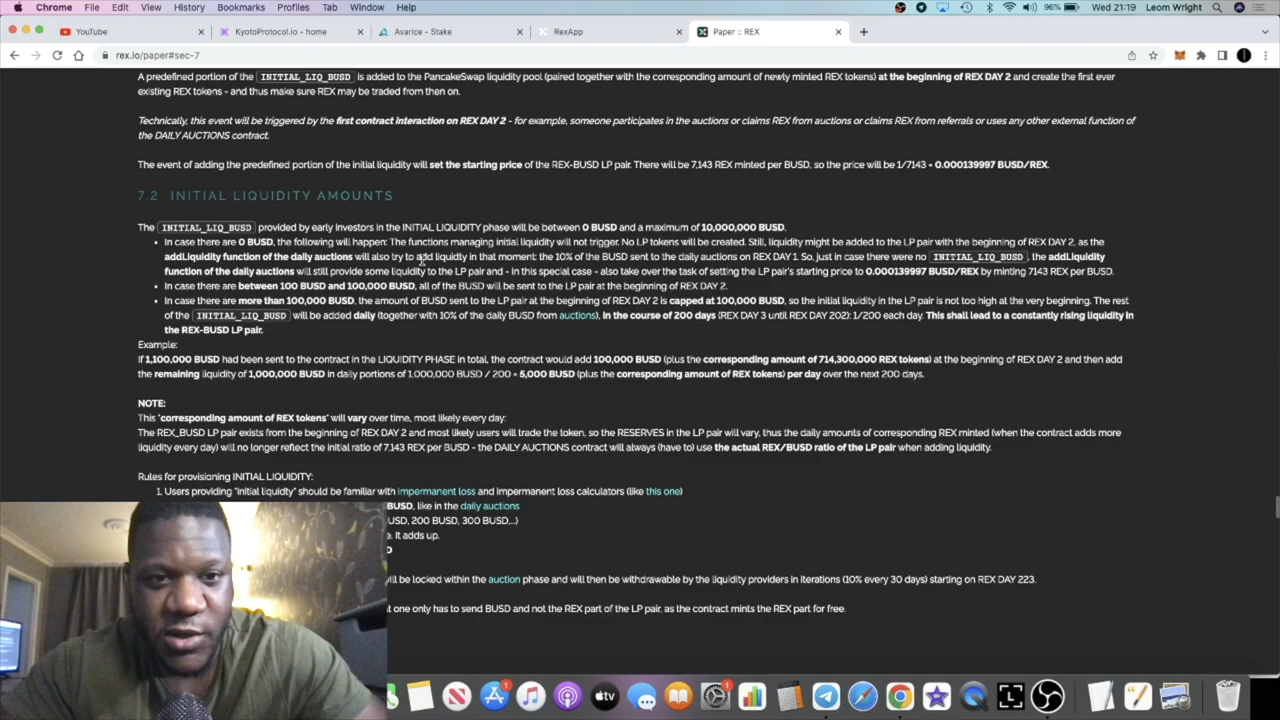 Chrome File Edit View History Bookmarks Profiles Tab Window Help 96% Wed 21:19 Leom Wright
YouTube KyotoProtocol.io - home Avarice - Stake RexApp Paper :: REX
rex.io/paper#sec-7
A predefined portion of the INITIAL_LIQ_BUSD is added to the PancakeSwap liquidity pool (paired together with the corresponding amount of newly minted REX tokens) at the beginning of REX DAY 2 and create the first ever
existing REX tokens - and thus make sure REX may be traded from then on.
Technically, this event will be triggered by the first contract interaction on REX DAY 2 - for example, someone participates in the auctions or claims REX from auctions or claims REX from referrals or uses any other external function of
the DAILY AUCTIONS contract.
The event of adding the predefined portion of the initial liquidity will set the starting price of the REX-BUSD LP pair. There will be 7,143 REX minted per BUSD, so the price will be 1/7143 = 0.000139997 BUSD/REX.
7.2 INITIAL LIQUIDITY AMOUNTS
The INITIAL_LIQ_BUSD provided by early investors in the INITIAL LIQUIDITY phase will be between 0 BUSD and a maximum of 10,000,000 BUSD.
• In case there are 0 BUSD, the following will happen: The functions managing initial liquidity will not trigger. No LP tokens will be created. Still, liquidity might be added to the LP pair with the beginning of REX DAY 2, as the
addLiquidity function of the daily auctions will also try to add liquidty in that moment: the 10% of the BUSD sent to the daily auctions on REX DAY 1. So, just in case there were no INITIAL_LIQ_BUSD, the addLiquidity
function of the daily auctions will still provide some liquidity to the LP pair and - in this special case - also take over the task of setting the LP pair's starting price to 0.000139997 BUSD/REX by minting 7143 REX per BUSD.
• In case there are between 100 BUSD and 100,000 BUSD, all of the BUSD will be sent to the LP pair at the beginning of REX DAY 2.
• In case there are more than 100,000 BUSD, the amount of BUSD sent to the LP pair at the beginning of REX DAY 2 is capped at 100,000 BUSD, so the initial liquidity in the LP pair is not too high at the very beginning. The rest
of the INITIAL_LIQ_BUSD will be added daily (together with 10% of the daily BUSD from auctions), in the course of 200 days (REX DAY 3 until REX DAY 202): 1/200 each day. This shall lead to a constantly rising liquidity in
the REX-BUSD LP pair.
Example:
If 1,100,000 BUSD had been sent to the contract in the LIQUIDITY PHASE in total, the contract would add 100,000 BUSD (plus the corresponding amount of 714,300,000 REX tokens) at the beginning of REX DAY 2 and then add
the remaining liquidity of 1,000,000 BUSD in daily portions of 1,000,000 BUSD / 200 = 5,000 BUSD (plus the corresponding amount of REX tokens) per day over the next 200 days.
NOTE:
This "corresponding amount of REX tokens" will vary over time, most likely every day:
The REX_BUSD LP pair exists from the beginning of REX DAY 2 and most likely users will trade the token, so the RESERVES in the LP pair will vary, thus the daily amounts of corresponding REX minted (when the contract adds more
liquidity every day) will no longer reflect the initial ratio of 7.143 REX per BUSD - the DAILY AUCTIONS contract will always (have to) use the actual REX/BUSD ratio of the LP pair when adding liquidity.
Rules for provisioning INITIAL LIQUIDITY:
1. Users providing "initial liquidty" should be familiar with impermanent loss and impermanent loss calculators (like this one)
BUSD, like in the daily auctions
USD, 200 BUSD, 300 BUSD,...)
e. It adds up.
D
ill be locked within the auction phase and will then be withdrawable by the liquidity providers in iterations (10% every 30 days) starting on REX DAY 223.
at one only has to send BUSD and not the REX part of the LP pair, as the contract mints the REX part for free.
1
tv
1